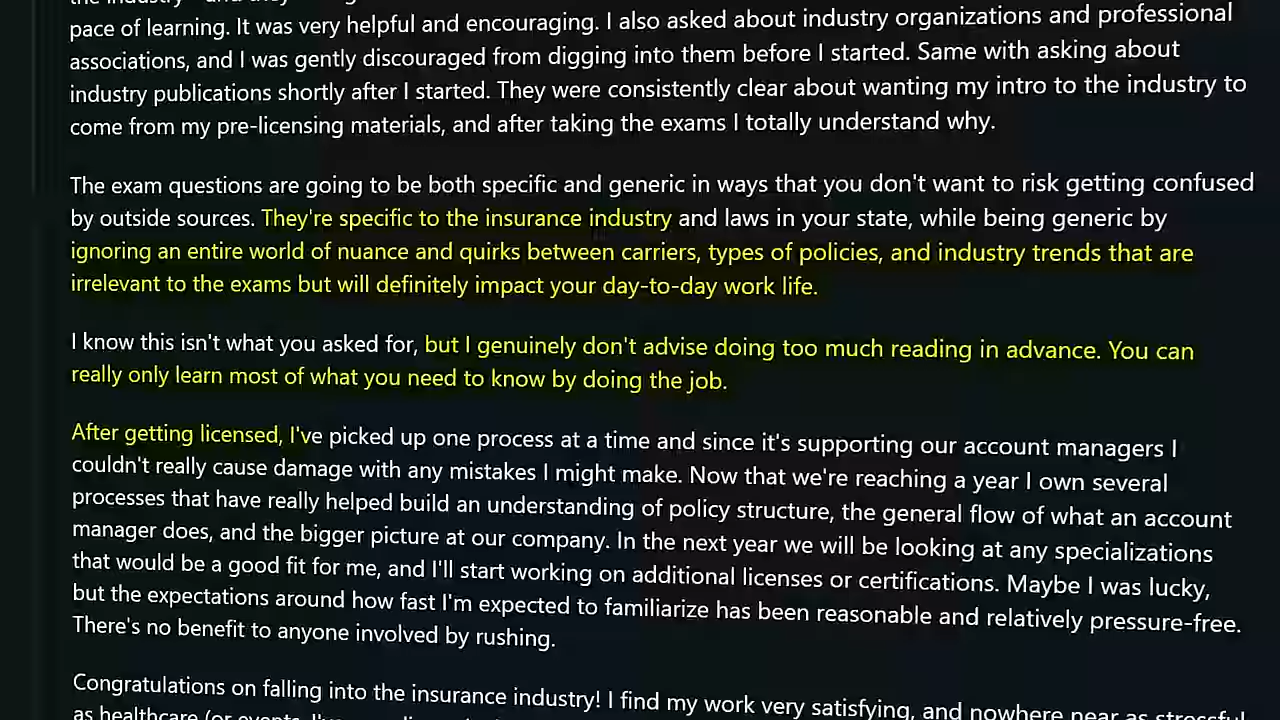 pace of learning. It was very helpful and encouraging. I also asked about industry organizations and professional
associations, and I was gently discouraged from digging into them before I started. Same with asking about
industry publications shortly after I started. They were consistently clear about wanting my intro to the industry to
come from my pre-licensing materials, and after taking the exams I totally understand why.
The exam questions are going to be both specific and generic in ways that you don't want to risk getting confused
by outside sources. They're specific to the insurance industry and laws in your state, while being generic by
ignoring an entire world of nuance and quirks between carriers, types of policies, and industry trends that are
irrelevant to the exams but will definitely impact your day-to-day work life.
I know this isn't what you asked for, but I genuinely don't advise doing too much reading in advance. You can
really only learn most of what you need to know by doing the job.
After getting licensed, I've picked up one process at a time and since it's supporting our account managers I
couldn't really cause damage with any mistakes I might make. Now that we're reaching a year I own several
processes that have really helped build an understanding of policy structure, the general flow of what an account
manager does, and the bigger picture at our company. In the next year we will be looking at any specializations
that would be a good fit for me, and I'll start working on additional licenses or certifications. Maybe I was lucky,
but the expectations around how fast I'm expected to familiarize has been reasonable and relatively pressure-free.
There's no benefit to anyone involved by rushing.
Congratulations on falling into the insurance industry! I find my work very satisfying, and nowhere near as stressful
as healthcare (or events,